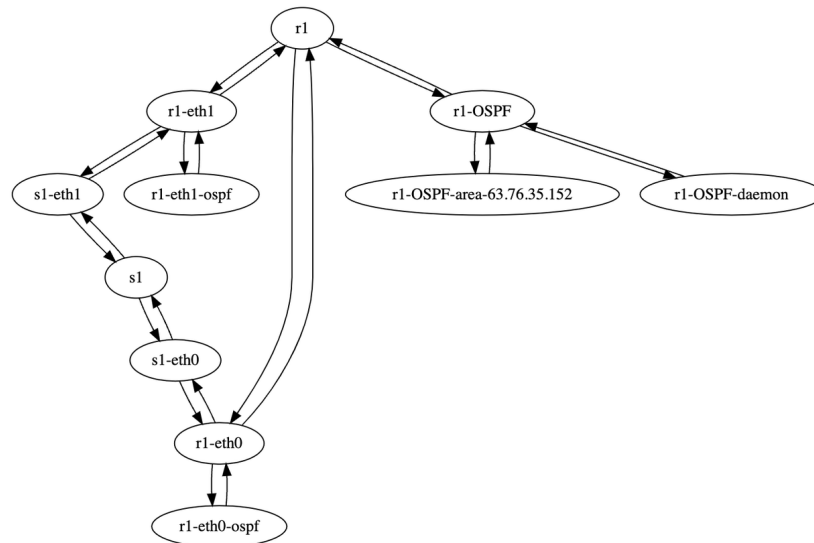 r1
r1-eth1
r1-OSPF
s1-eth1
r1-eth1-ospf
r1-OSPF-area-63.76.35.152
r1-OSPF-daemon
s1
s1-eth0
r1-eth0
r1-eth0-ospf